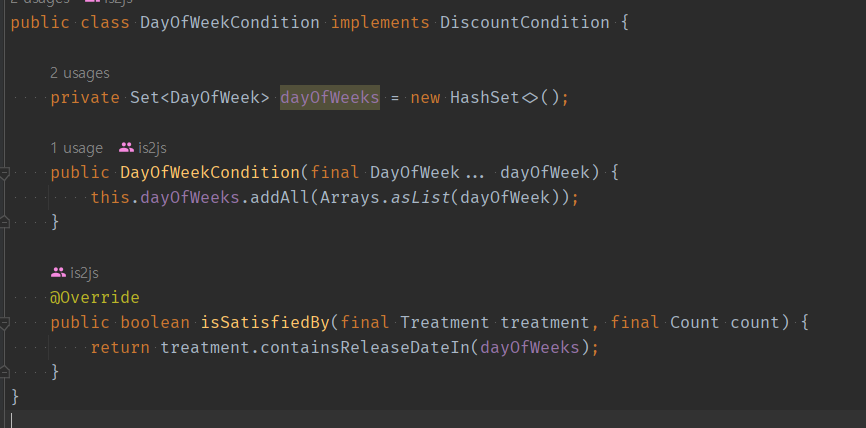 2 usages is2js
public class DayOfWeekCondition implements DiscountCondition {
2 usages
private Set<DayOfWeek> dayOfWeeks = new HashSet<>();
1 usage is2js
public DayOfWeekCondition(final DayOfWeek... dayOfWeek) {
this.dayOfWeeks.addAll(Arrays.asList(dayOfWeek));
}
is2js
@Override
public boolean isSatisfiedBy(final Treatment treatment, final Count count) {
return treatment.containsReleaseDateIn(dayOfWeeks);
}
}